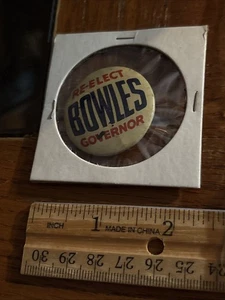 RE-ELECT
BOWLES
GOVERNOR
INCH 1 MADE IN CHINA 2
30 29 28 27 26 25 24